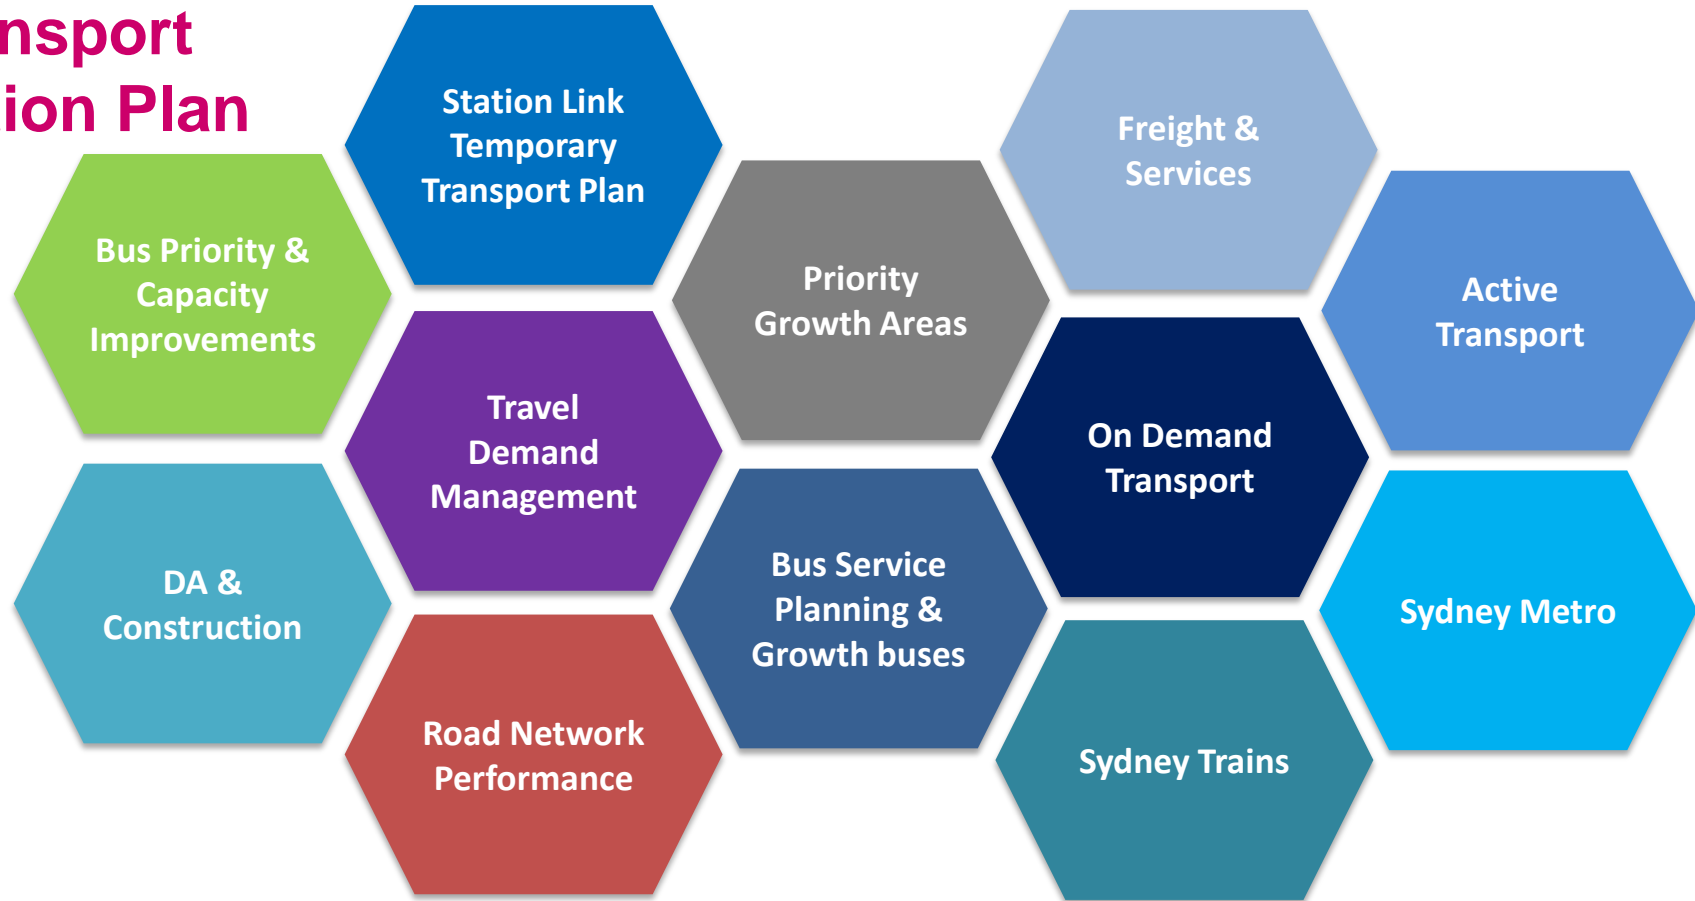 nsport
tion Plan
Station Link
Temporary
Transport Plan
Freight &
Services
Bus Priority &
Capacity
Improvements
Priority
Growth Areas
Active
Transport
Travel
Demand
Management
On Demand
Transport
DA &
Construction
Bus Service
Planning &
Growth buses
Sydney Metro
Road Network
Performance
Sydney Trains